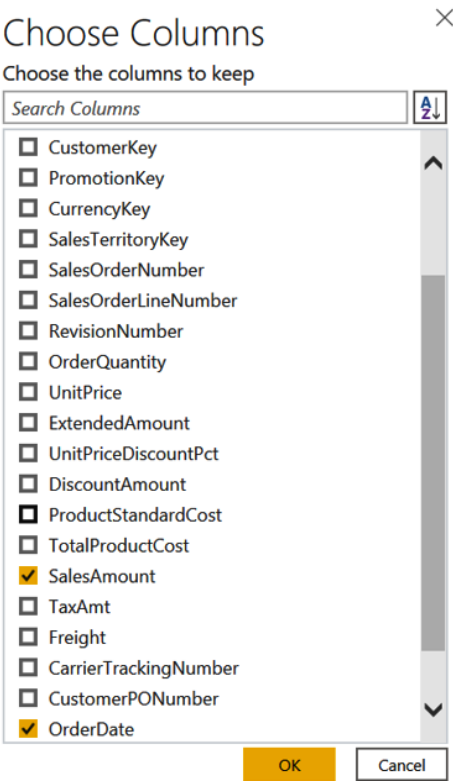 Choose Columns
Choose the columns to keep
Search Columns
CustomerKey
PromotionKey
CurrencyKey
SalesTerritoryKey
SalesOrderNumber
SalesOrderLineNumber
RevisionNumber
OrderQuantity
UnitPrice
ExtendedAmount
UnitPriceDiscountPct
DiscountAmount
ProductStandardCost
TotalProductCost
SalesAmount
TaxAmt
Freight
CarrierTrackingNumber
CustomerPONumber
OrderDate
OK Cancel